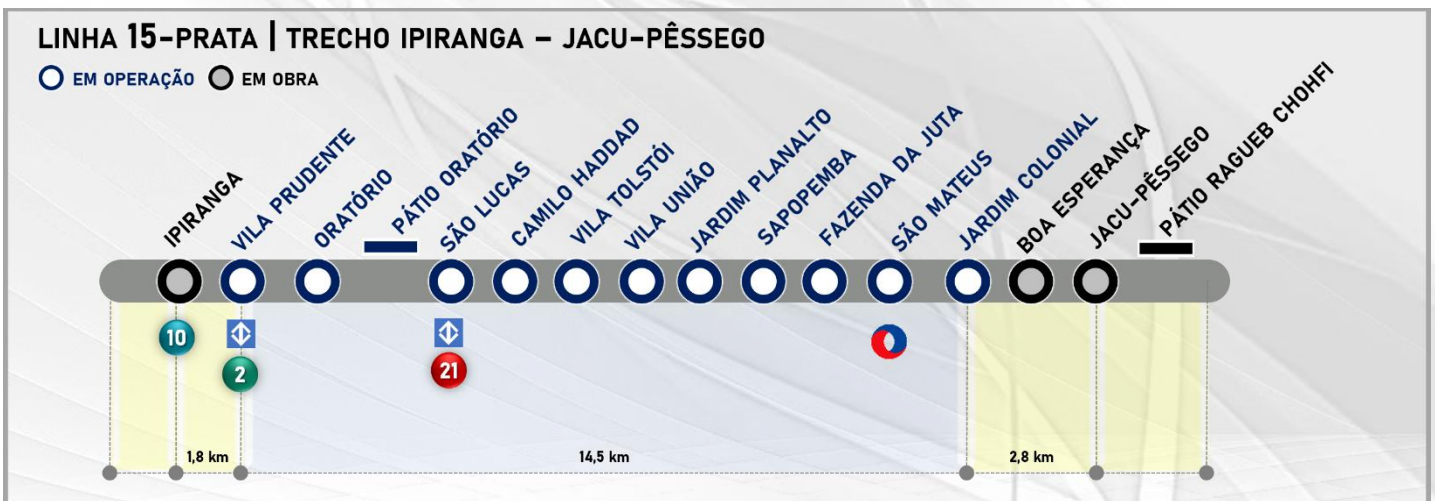 LINHA 15-PRATA | TRECHO IPIRANGA – JACU-PÊSSEGO
EM OPERAÇÃO EM OBRA
IPIRANGA
VILA PRUDENTE
ORATÓRIO
PÁTIO ORATÓRIO
SÃO LUCAS
CAMILO HADDAD
VILA TOLSTÓI
VILA UNIÃO
JARDIM PLANALTO
SAPOPEMBA
FAZENDA DA JUTA
SÃO MATEUS
JARDIM COLONIAL
BOA ESPERANÇA
JACU-PÊSSEGO
PÁTIO RAGUEB CHOHFI
10
2
21
1,8 km
14,5 km
2,8 km